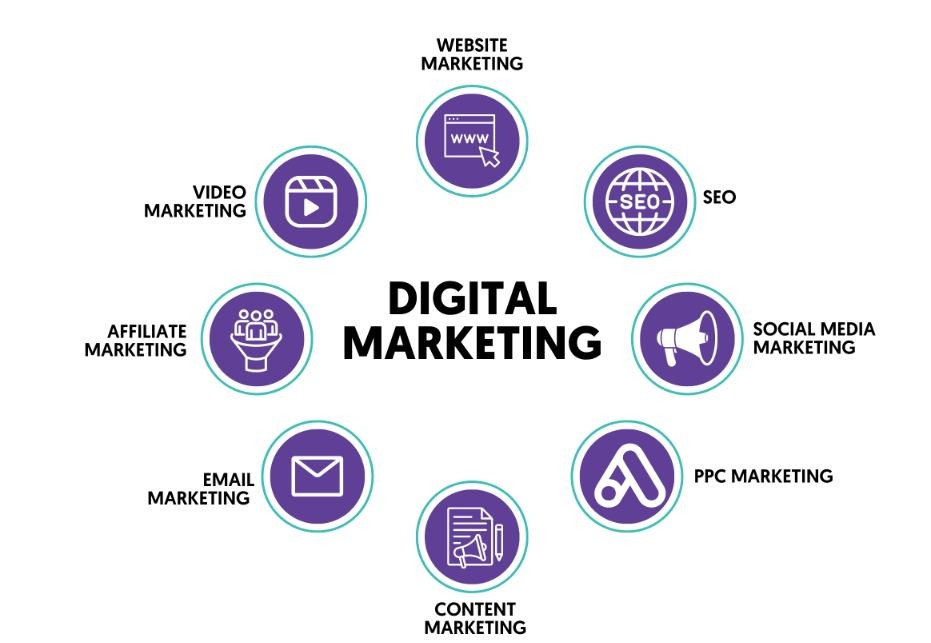 WEBSITE
MARKETING
WWW
SEO
SEO
SOCIAL MEDIA
MARKETING
PPC MARKETING
CONTENT
MARKETING
EMAIL
MARKETING
AFFILIATE
MARKETING
VIDEO
MARKETING
DIGITAL
MARKETING